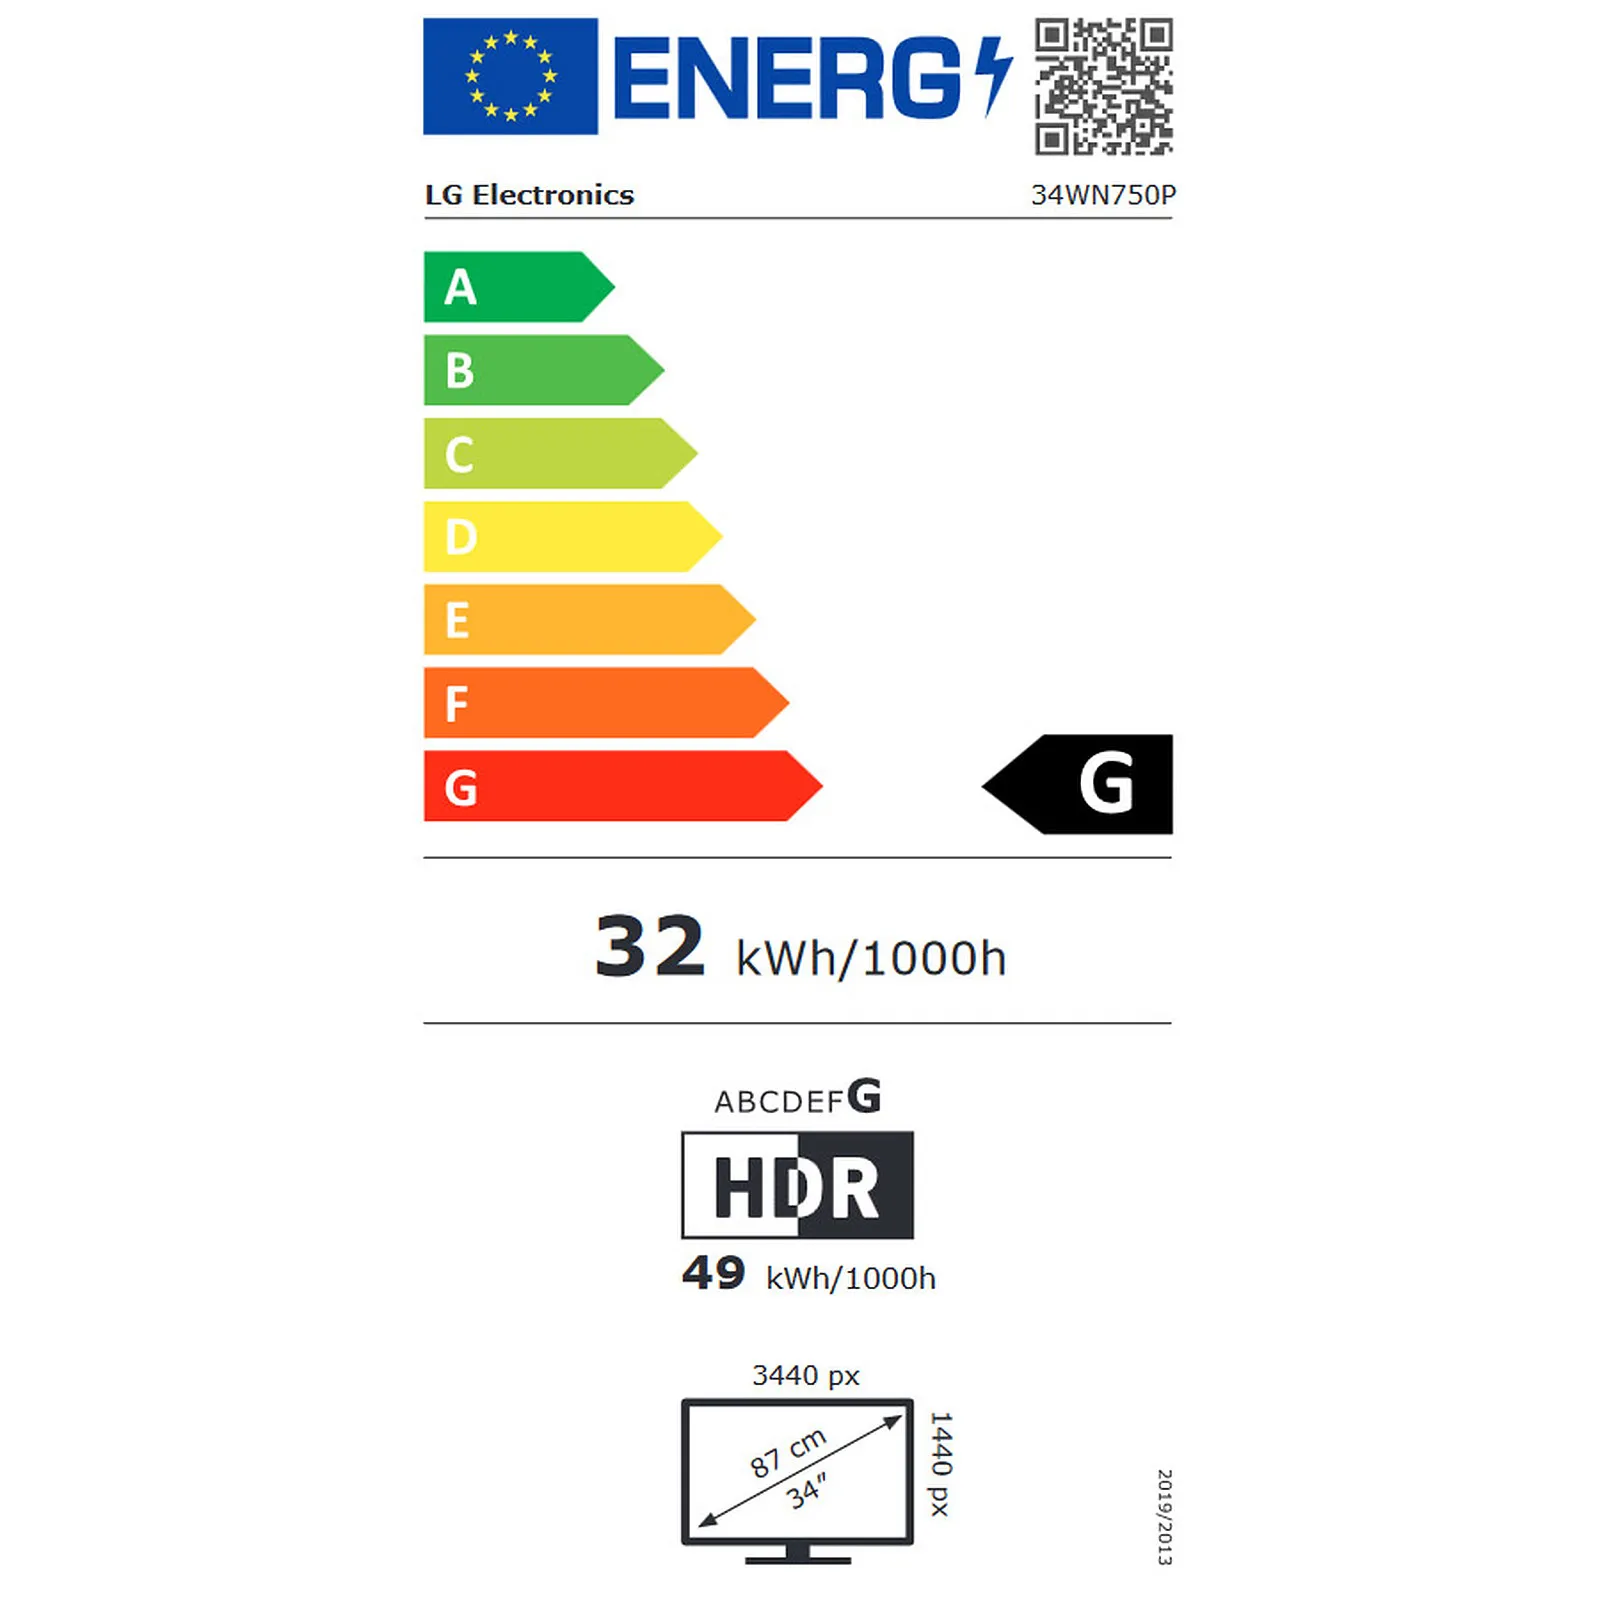 ENERG
LG Electronics 34WN750P
A
B
C
D
E
F
G
G
32 kWh/1000h
ABCDEFG
HDR
49 kWh/1000h
3440 px
87 cm
34"
1440 px
2019/2013